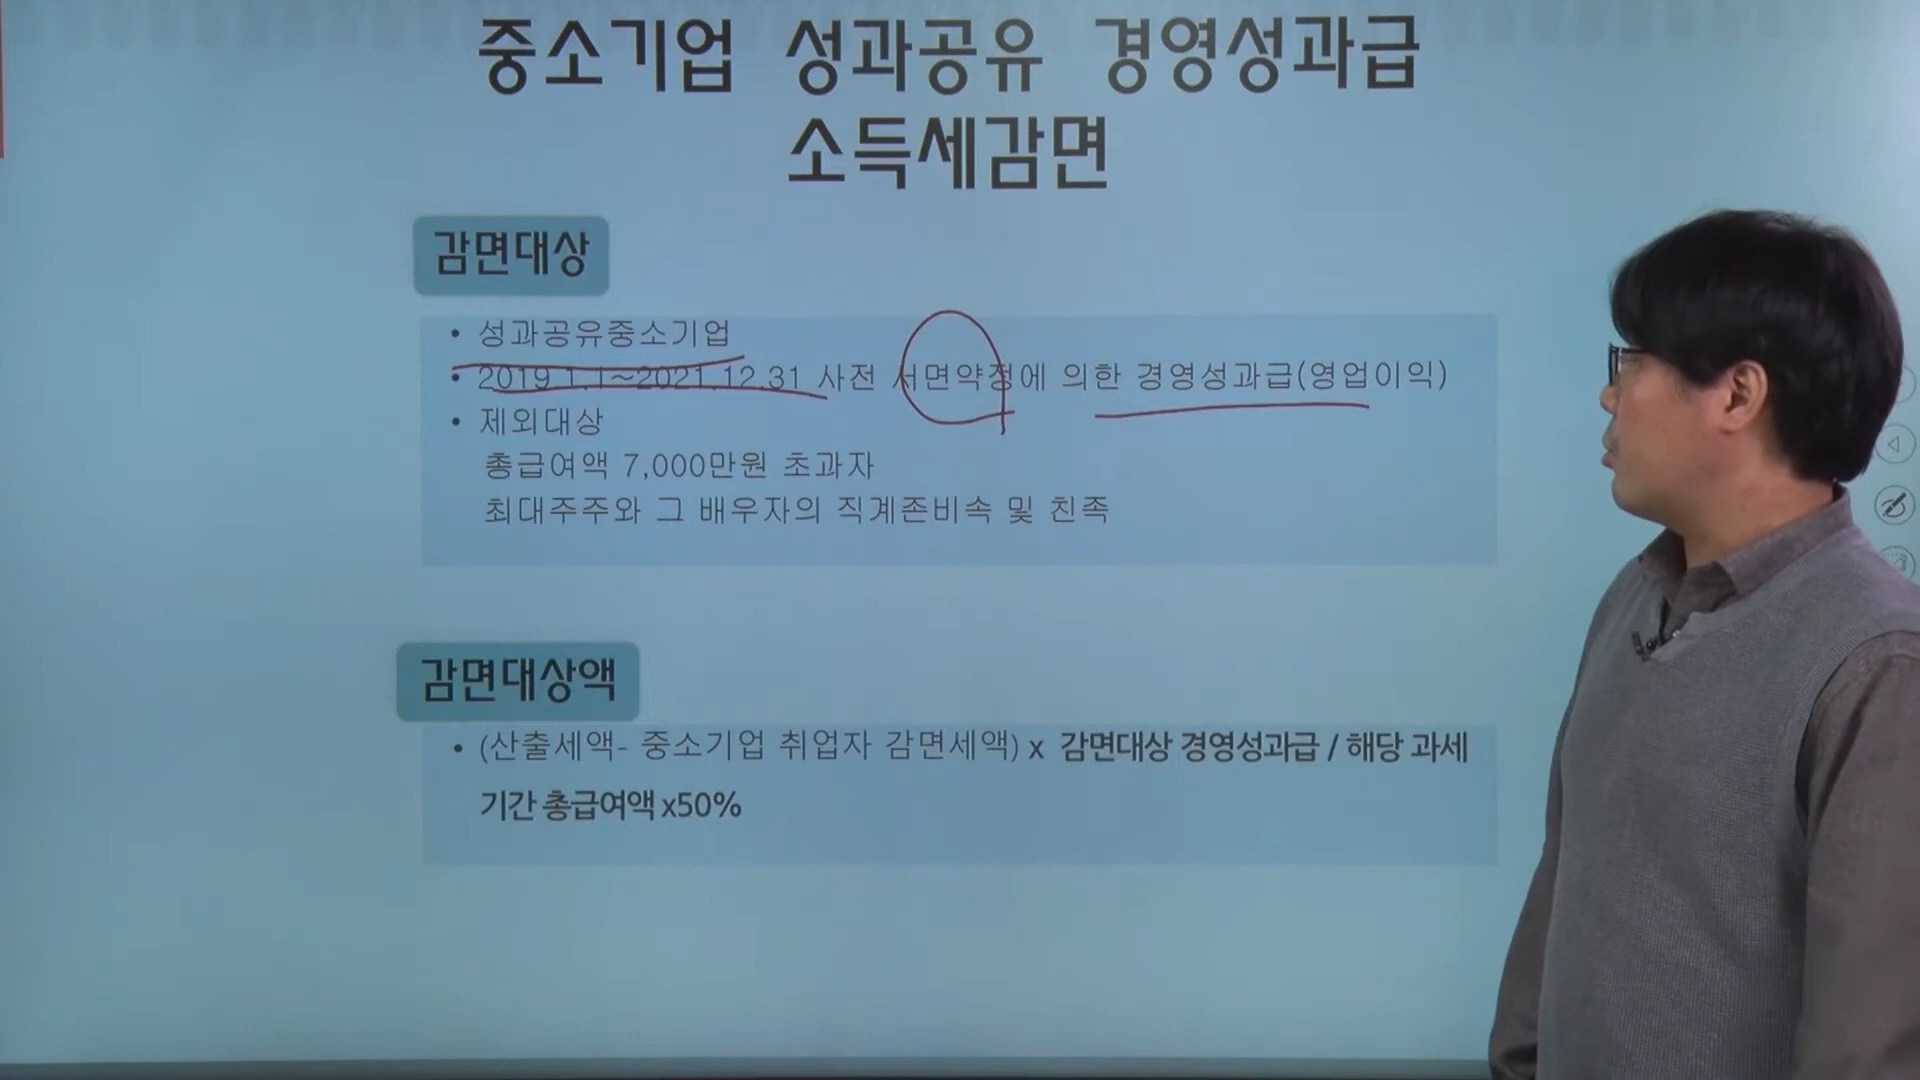 중소기업 성과공유 경영성과급
소득세감면
감면대상
• 성과공유중소기업
• 2019.1.1~2021.12.31 사전 서면약정에 의한 경영성과급(영업이익)
• 제외대상
총급여액 7,000만원 초과자
최대주주와 그 배우자의 직계존비속 및 친족
감면대상액
• (산출세액- 중소기업 취업자 감면세액) x 감면대상 경영성과급 / 해당 과세
기간 총급여액 x50%